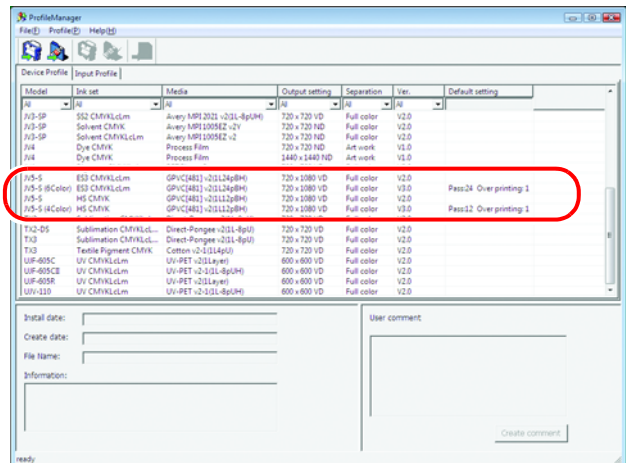 ProfileManager
File(F) Profile(P) Help(H)
Device Profile Input Profile
Model Ink set Media Output setting Separation Ver. Default setting
All All All All All All
JV3-SP SS2 CMYKLcLm Avery MPI 2021 v2(1L-8pUH) 720 x 720 VD Full color V2.0
JV3-SP Solvent CMYK Avery MPI1005EZ v2Y 720 x 720 ND Full color V2.0
JV3-SP Solvent CMYKLcLm Avery MPI1005EZ v2 720 x 720 ND Full color V2.0
JV4 Dye CMYK Process Film 720 x 720 ND Art work V1.0
JV4 Dye CMYK Process Film 1440 x 1440 ND Art work V1.0
JV5-S ES3 CMYKLcLm GPVC[481] v2(1L24pBH) 720 x 1080 VD Full color V2.0
JV5-S (6Color) ES3 CMYKLcLm GPVC[481] v2(1L24pBH) 720 x 1080 VD Full color V3.0 Pass:24 Over printing: 1
JV5-S HS CMYK GPVC[481] v2(1L12pBH) 720 x 1080 VD Full color V2.0
JV5-S (4Color) HS CMYK GPVC[481] v2(1L12pBH) 720 x 1080 VD Full color V2.0 Pass:12 Over printing: 1
TX2-DS Sublimation CMYKLcL... Direct-Pongee v2(1L-8pU) 720 x 720 VD Full color V2.0
TX3 Sublimation CMYKLcL... Direct-Pongee v2(1L-8pU) 720 x 720 VD Full color V2.0
TX3 Textile Pigment CMYK Cotton v2-1(1L4pU) 720 x 720 VD Full color V2.0
UJF-605C UV CMYKLcLm UV-PET v2(1Layer) 600 x 600 VD Full color V2.0
UJF-605CII UV CMYKLcLm UV-PET v2-1(1L-8pUH) 600 x 600 VD Full color V2.0
UJF-605R UV CMYKLcLm UV-PET v2(1Layer) 600 x 600 VD Full color V2.0
UJV-110 UV CMYKLcLm UV-PET v2-1(1L-8pUH) 600 x 600 VD Full color V2.0
Install date:
Create date:
File Name:
Information:
User comment
Create comment
ready